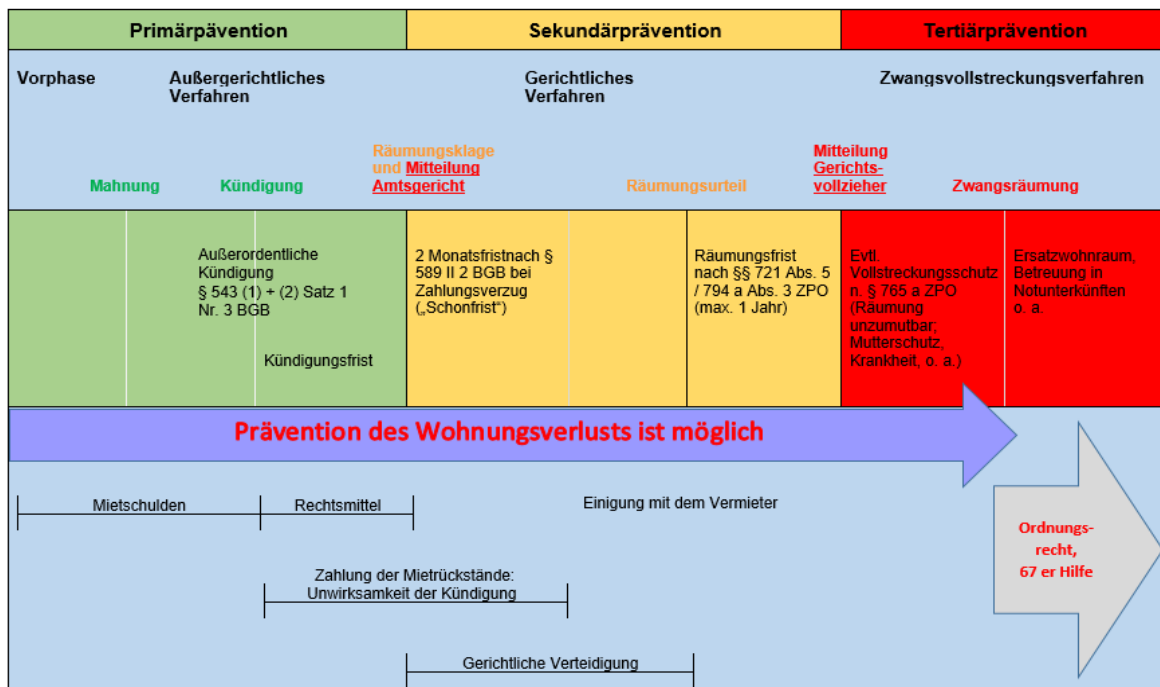 Primärpävention
Sekundärprävention
Tertiärprävention
Vorphase
Außergerichtliches
Verfahren
Gerichtliches
Verfahren
Zwangsvollstreckungsverfahren
Mahnung
Kündigung
Räumungsklage
und Mitteilung
Amtsgericht
Räumungsurteil
Mitteilung
Gerichts-
vollzieher
Zwangsräumung
Außerordentliche
Kündigung
§ 543 (1) + (2) Satz 1
Nr. 3 BGB
Kündigungsfrist
2 Monatsfristnach §
589 II 2 BGB bei
Zahlungsverzug
(„Schonfrist“)
Räumungsfrist
nach §§ 721 Abs. 5
/ 794 a Abs. 3 ZPO
(max. 1 Jahr)
Evtl.
Vollstreckungsschutz
n. § 765 a ZPO
(Räumung
unzumutbar;
Mutterschutz,
Krankheit, o. a.)
Ersatzwohnraum,
Betreuung in
Notunterkünften
o. a.
Prävention des Wohnungsverlusts ist möglich
Mietschulden
Rechtsmittel
Einigung mit dem Vermieter
Zahlung der Mietrückstände:
Unwirksamkeit der Kündigung
Gerichtliche Verteidigung
Ordnungs-
recht,
67 er Hilfe